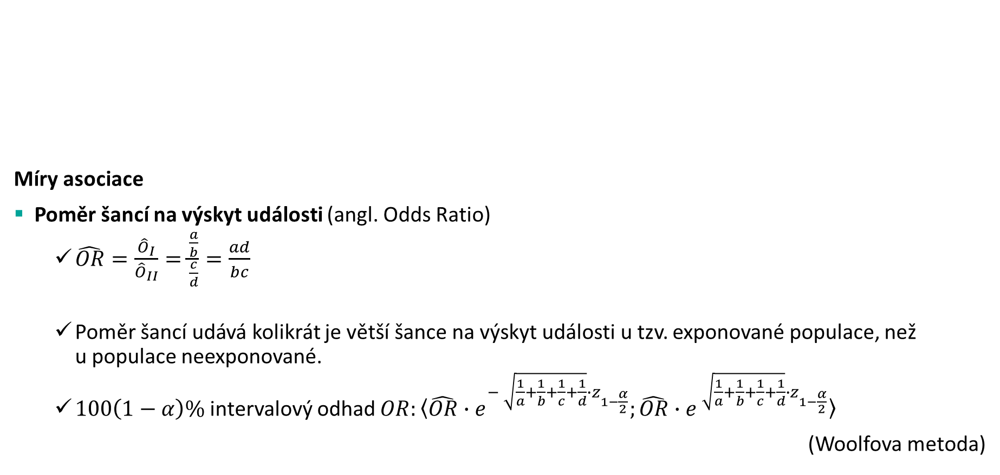 Míry asociace
▪ Poměr šancí na výskyt události (angl. Odds Ratio)
✓ $\widehat{OR} = \frac{\hat{O}_I}{\hat{O}_{II}} = \frac{\frac{a}{b}}{\frac{c}{d}} = \frac{ad}{bc}$
✓ Poměr šancí udává kolikrát je větší šance na výskyt události u tzv. exponované populace, než
u populace neexponované.
✓ $100(1-\alpha)\%$ intervalový odhad $OR$: $\langle \widehat{OR} \cdot e^{-\sqrt{\frac{1}{a}+\frac{1}{b}+\frac{1}{c}+\frac{1}{d}} \cdot z_{1-\frac{\alpha}{2}}}; \widehat{OR} \cdot e^{\sqrt{\frac{1}{a}+\frac{1}{b}+\frac{1}{c}+\frac{1}{d}} \cdot z_{1-\frac{\alpha}{2}}} \rangle$
(Woolfova metoda)